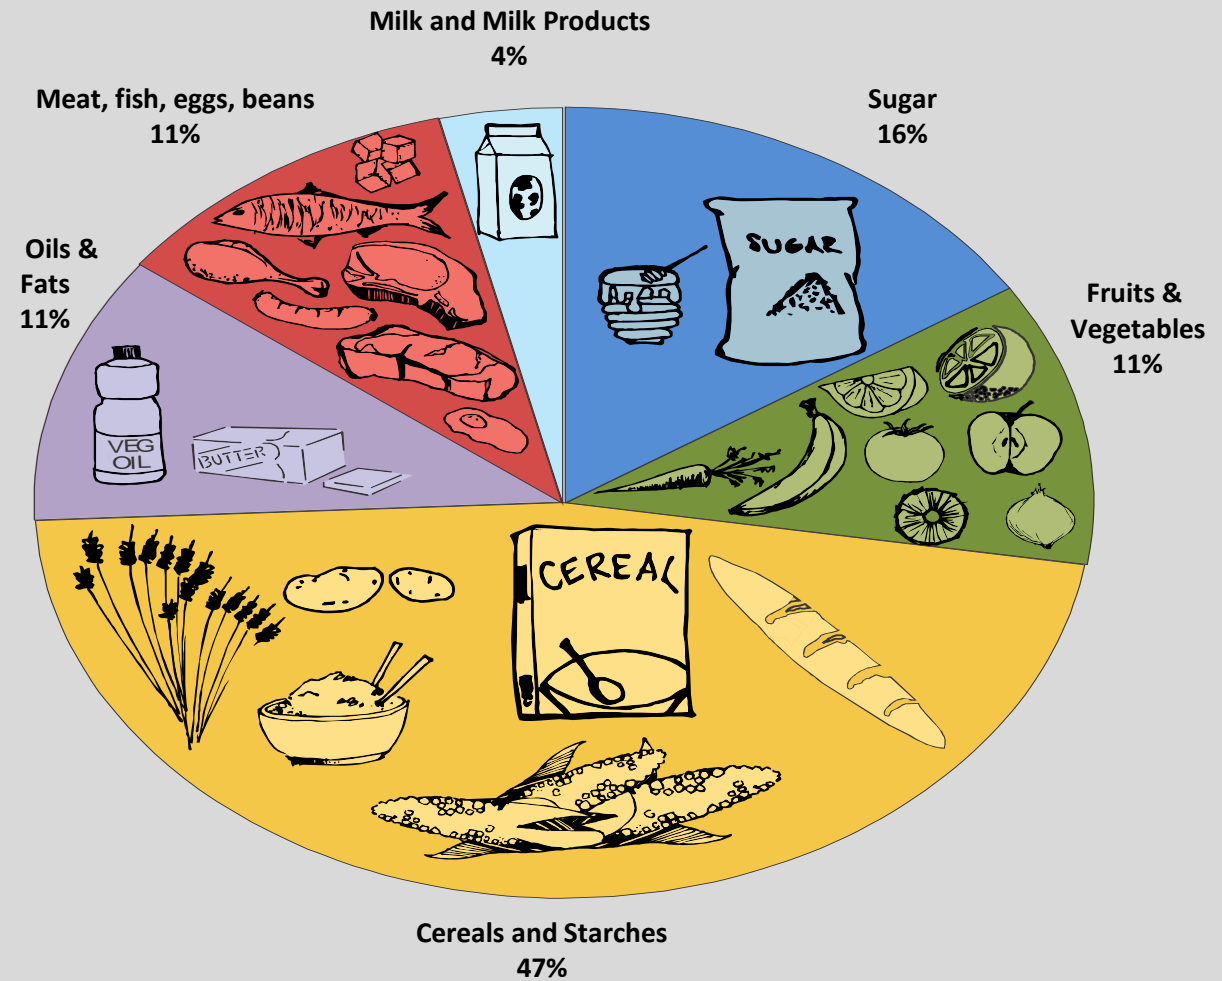 Milk and Milk Products
4%
Meat, fish, eggs, beans
11%
Sugar
16%
Oils &
Fats
11%
Fruits &
Vegetables
11%
SUGAR
VEG
OIL
BUTTER
CEREAL
Cereals and Starches
47%